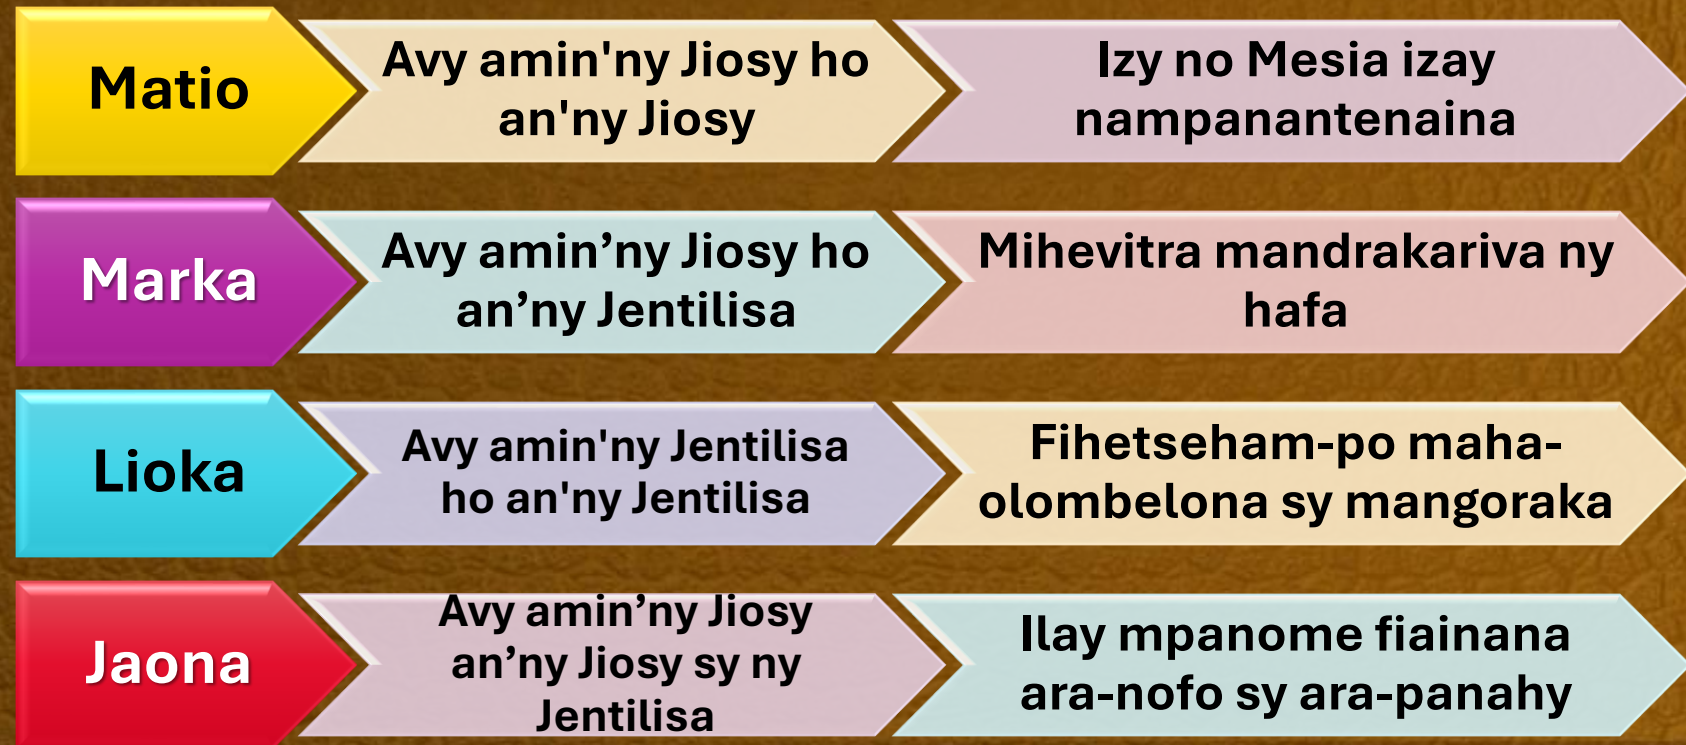 Matio
Avy amin'ny Jiosy ho
an'ny Jiosy
Izy no Mesia izay
nampanantenaina
Marka
Avy amin’ny Jiosy ho
an’ny Jentilisa
Mihevitra mandrakariva ny
hafa
Lioka
Avy amin'ny Jentilisa
ho an'ny Jentilisa
Fihetseham-po maha-
olombelona sy mangoraka
Jaona
Avy amin’ny Jiosy
an’ny Jiosy sy ny
Jentilisa
Ilay mpanome fiainana
ara-nofo sy ara-panahy